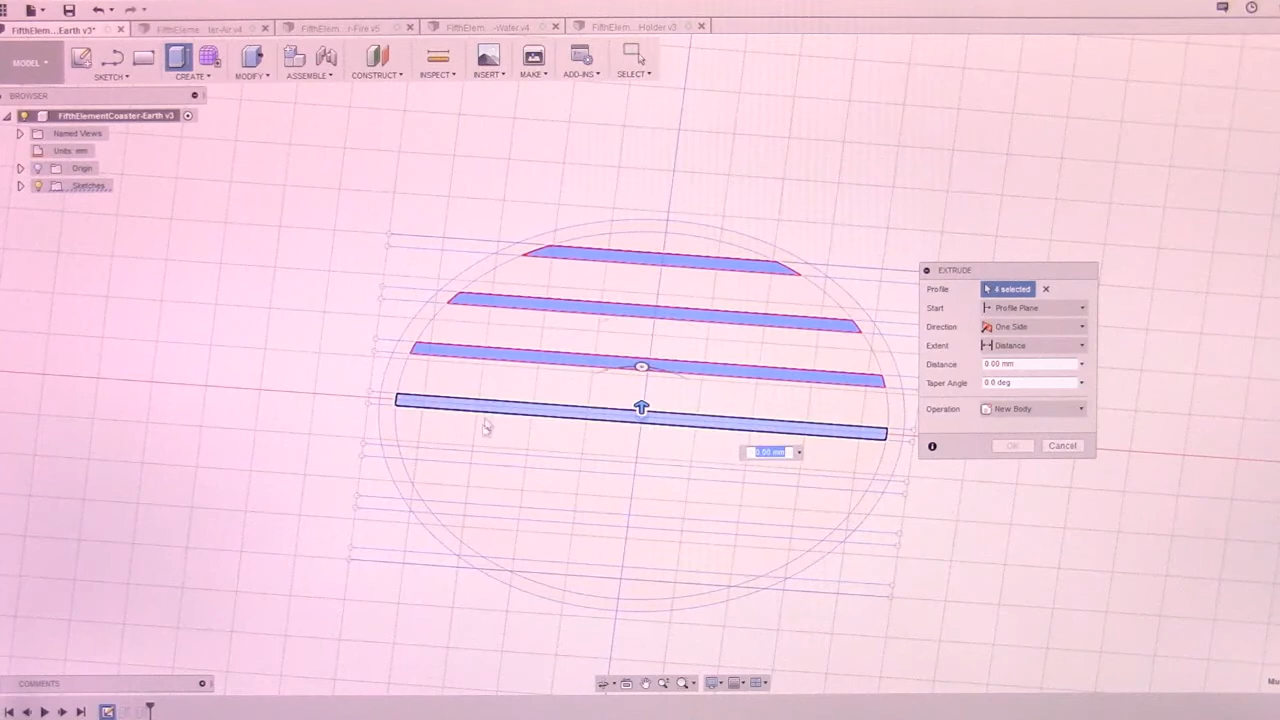 FifthElem...Earth v3*
FifthEleme ter-Air v4
FifthElem r-Fire v5
FifthElem -Water v4
FifthElem...Holder v3
MODEL
SKETCH
CREATE
MODIFY
ASSEMBLE
CONSTRUCT
INSPECT
INSERT
MAKE
ADD-INS
SELECT
BROWSER
FifthElementCoaster-Earth v3
Named Views
Units: mm
Origin
Sketches
EXTRUDE
Profile 4 selected
Start Profile Plane
Direction One Side
Extent Distance
Distance 0.00 mm
Taper Angle 0.0 deg
Operation New Body
OK Cancel
0.00 mm
COMMENTS